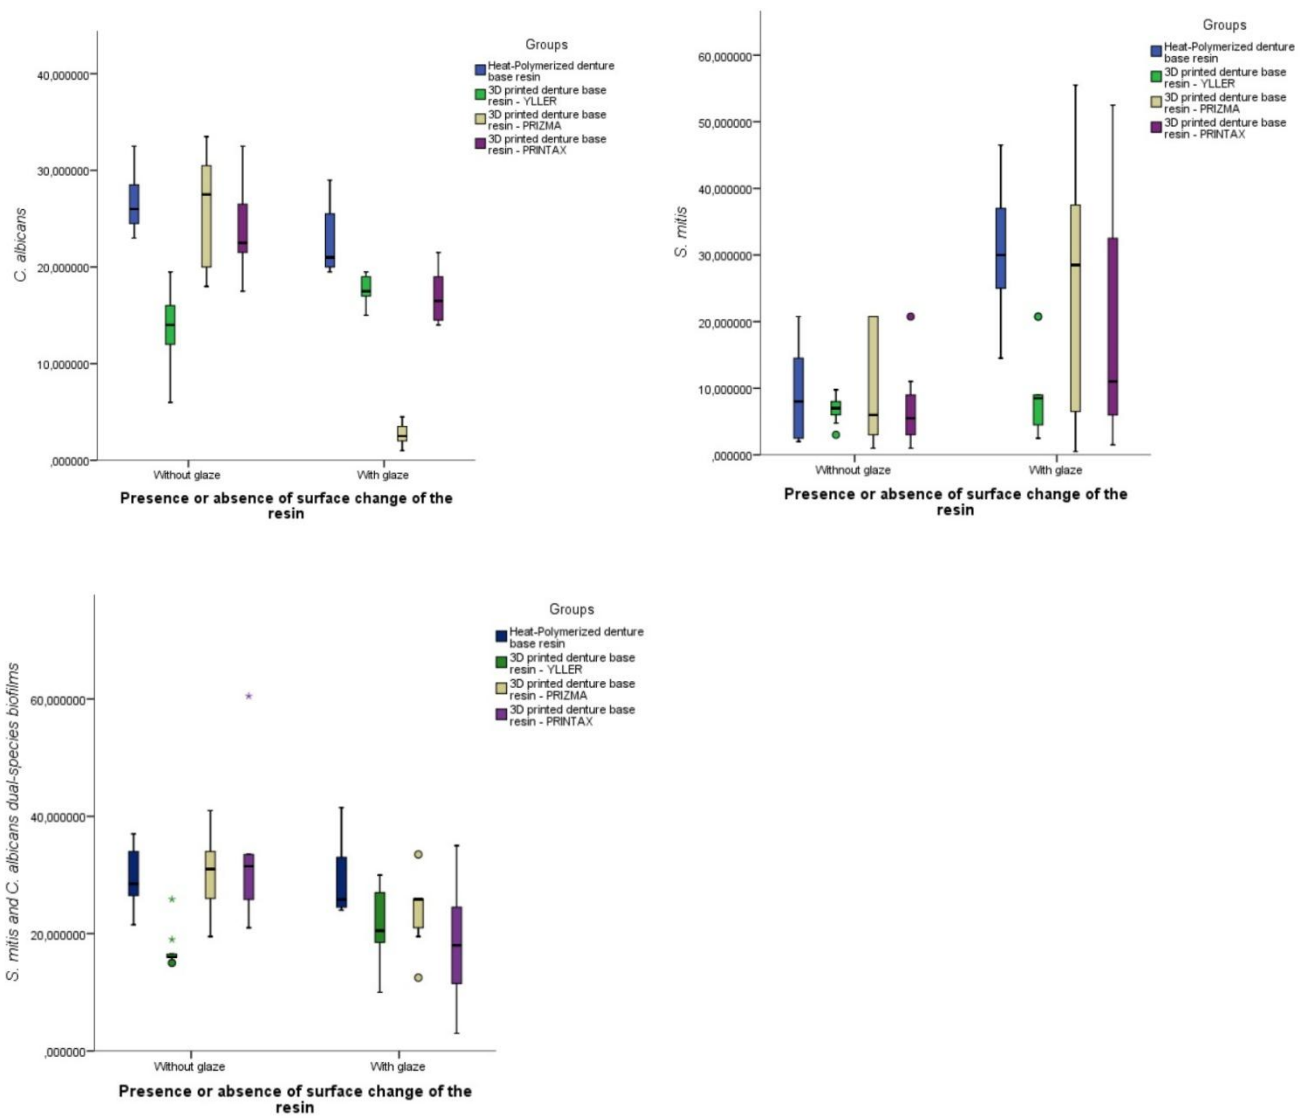 Groups
Heat-Polymerized denture
base resin
3D printed denture base
resin - YLLER
3D printed denture base
resin - PRIZMA
3D printed denture base
resin - PRINTAX
C. albicans
40,000000
30,000000
20,000000
10,000000
,000000
Without glaze
With glaze
Presence or absence of surface change of the
resin
Groups
Heat-Polymerized denture
base resin
3D printed denture base
resin - YLLER
3D printed denture base
resin - PRIZMA
3D printed denture base
resin - PRINTAX
S. mitis
60,000000
50,000000
40,000000
30,000000
20,000000
10,000000
,000000
Without glaze
With glaze
Presence or absence of surface change of the
resin
Groups
Heat-Polymerized denture
base resin
3D printed denture base
resin - YLLER
3D printed denture base
resin - PRIZMA
3D printed denture base
resin - PRINTAX
S. mitis and C. albicans dual-species biofilms
60,000000
40,000000
20,000000
,000000
Without glaze
With glaze
Presence or absence of surface change of the
resin